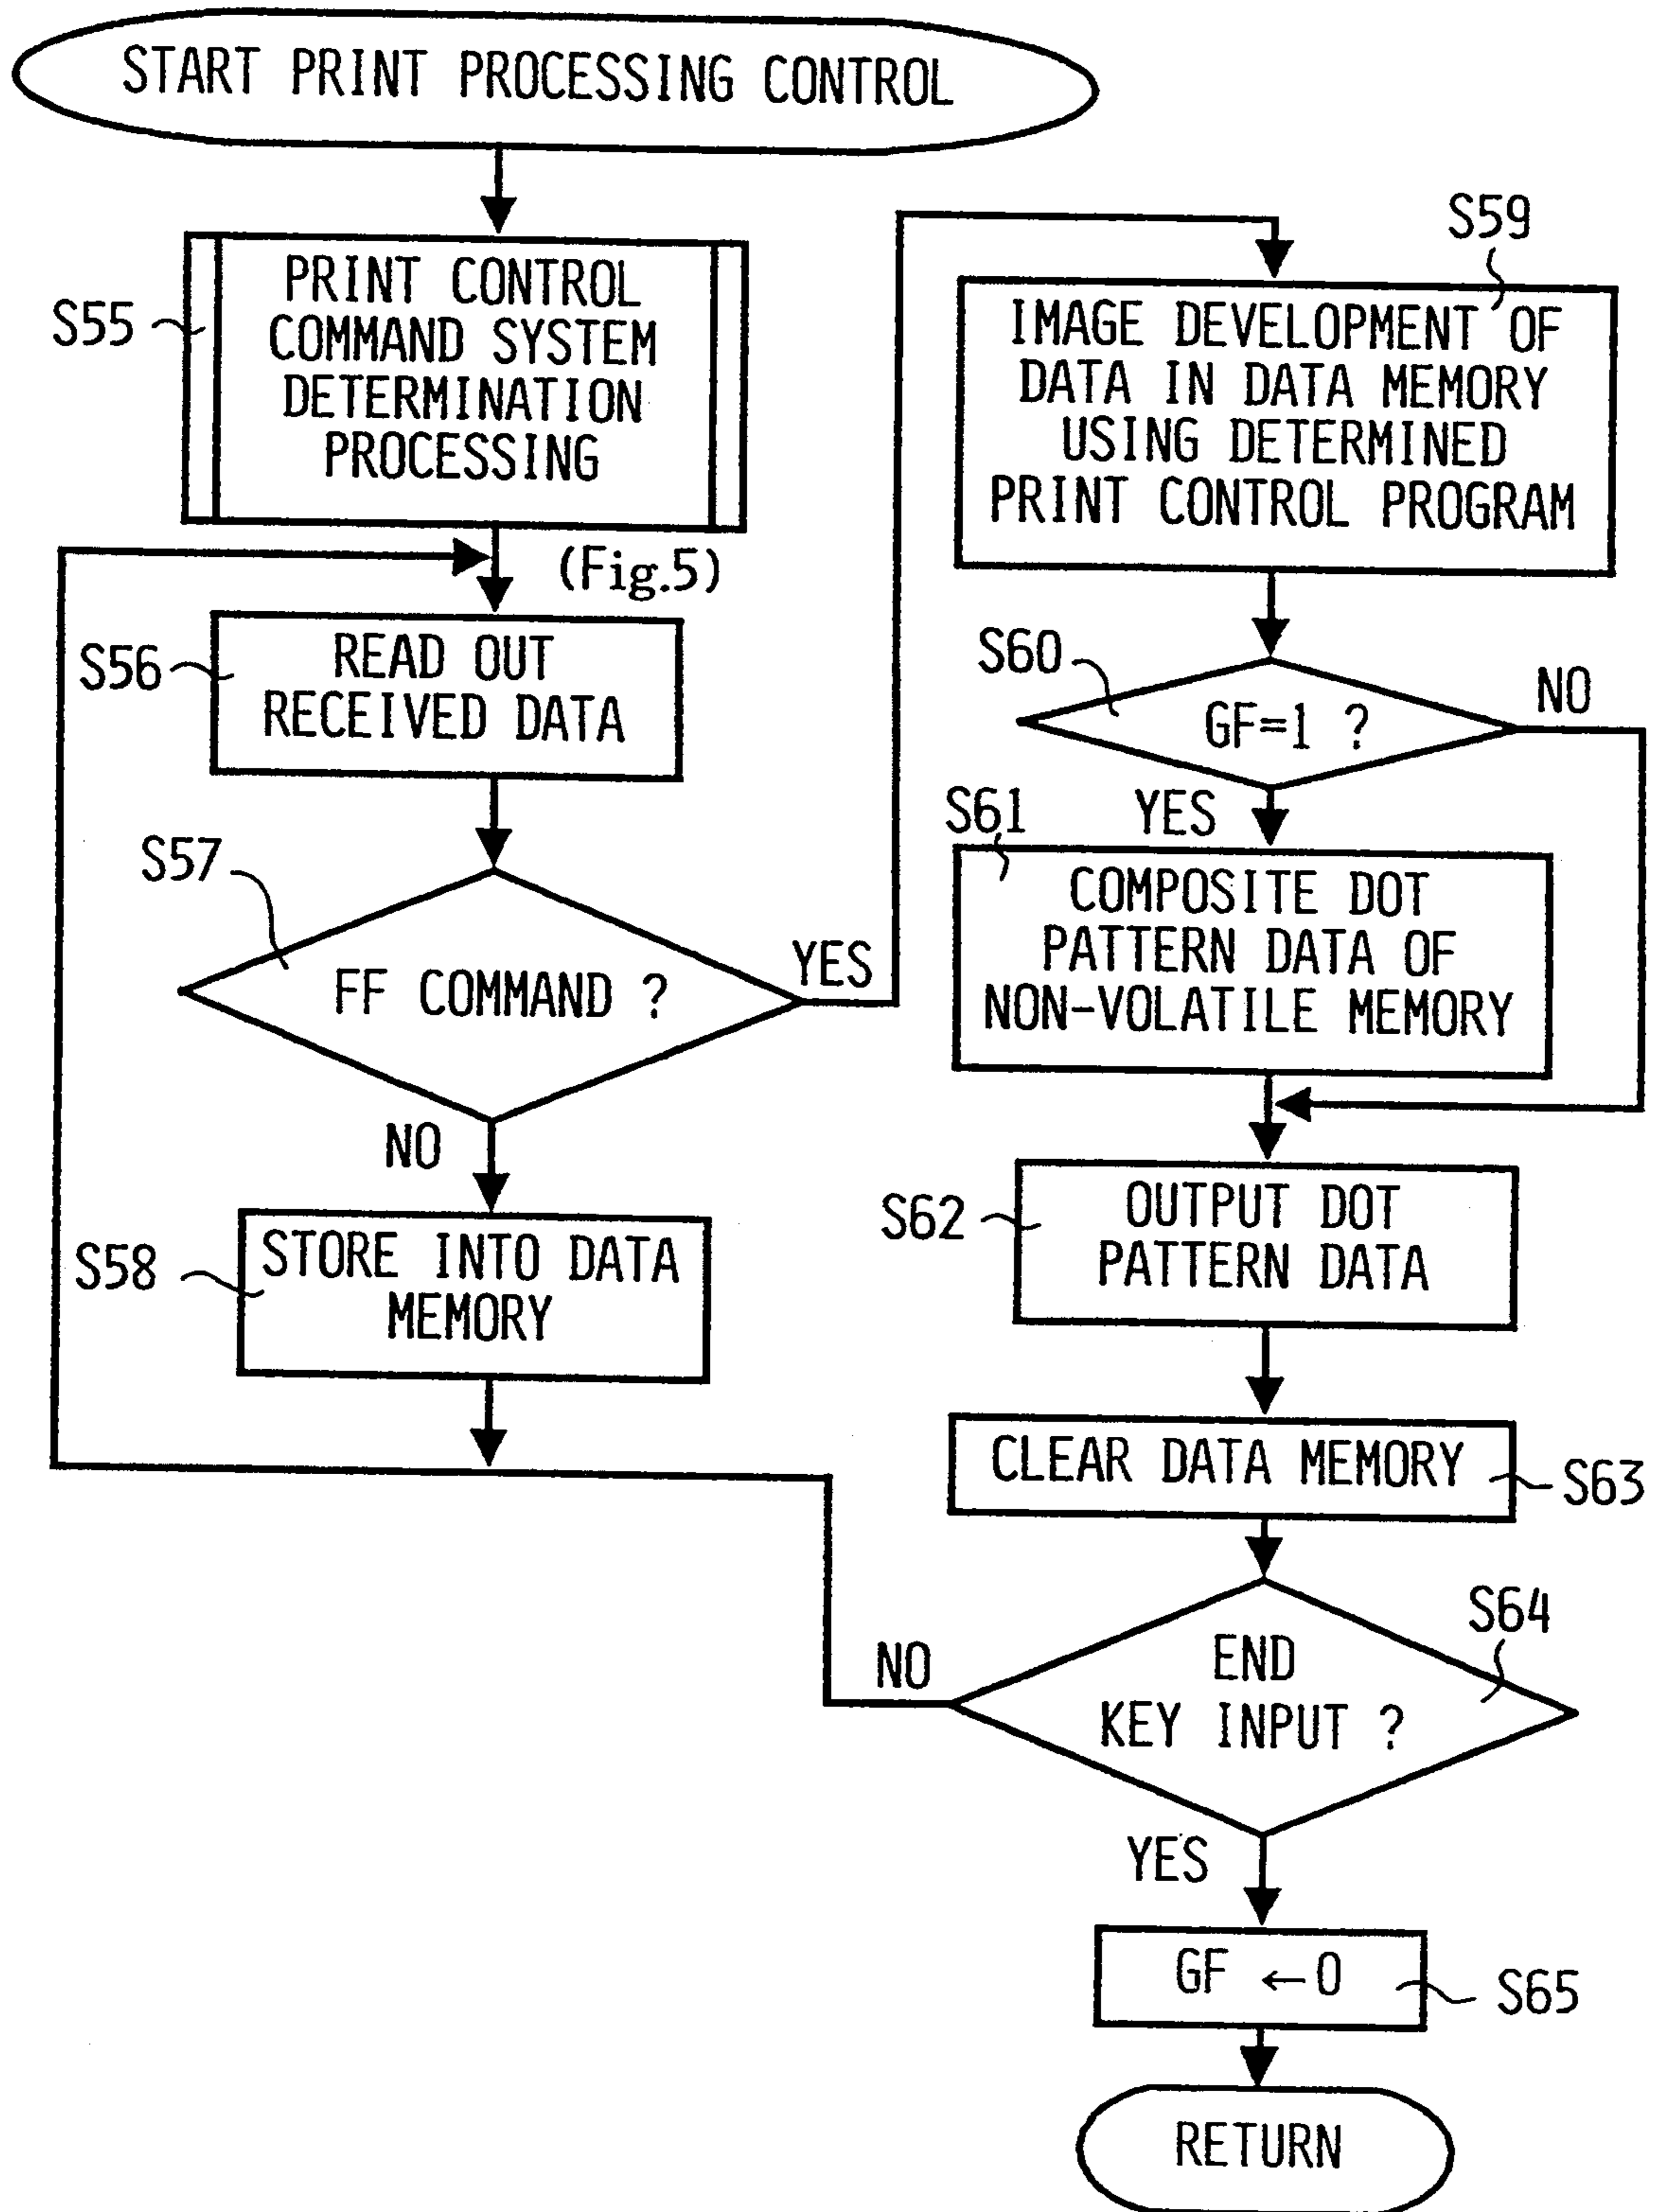 START PRINT PROCESSING CONTROL
S55
PRINT CONTROL
COMMAND SYSTEM
DETERMINATION
PROCESSING
(Fig.5)
S56
READ OUT
RECEIVED DATA
S57
FF COMMAND ?
YES
NO
S58
STORE INTO DATA
MEMORY
S59
IMAGE DEVELOPMENT OF
DATA IN DATA MEMORY
USING DETERMINED
PRINT CONTROL PROGRAM
S60
GF=1 ?
NO
YES
S61
COMPOSITE DOT
PATTERN DATA OF
NON-VOLATILE MEMORY
S62
OUTPUT DOT
PATTERN DATA
CLEAR DATA MEMORY
S63
S64
END
KEY INPUT ?
NO
YES
GF ←0
S65
RETURN